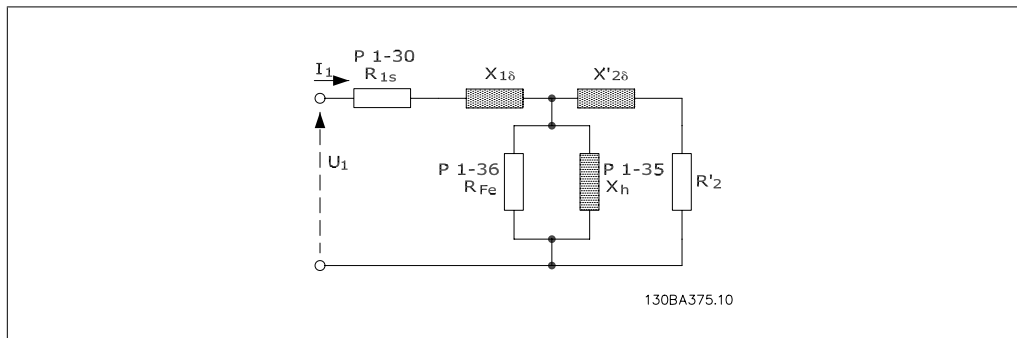 P 1-30
I1
R1s
X1δ
X'2δ
U1
P 1-36
RFe
P 1-35
Xh
R'2
130BA375.10